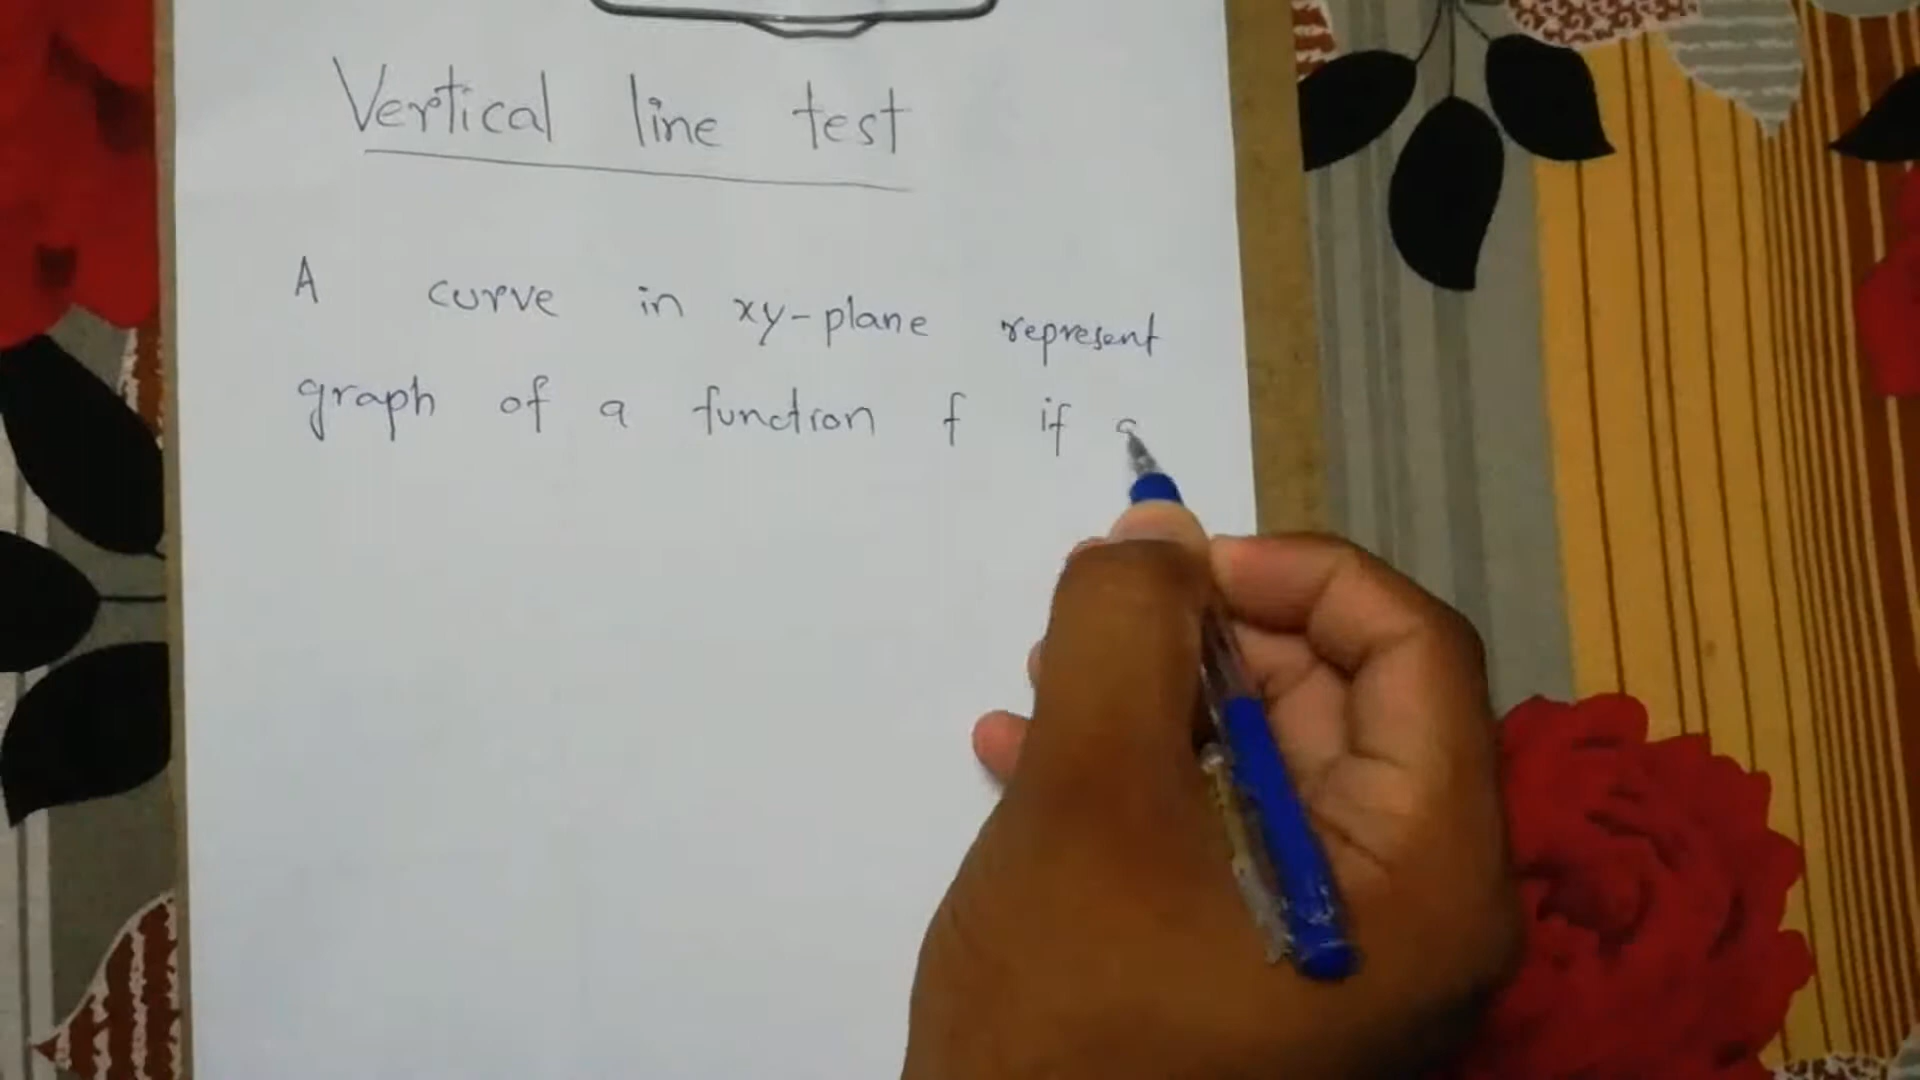 Vertical line test
A curve in xy-plane represent
graph of a function f if